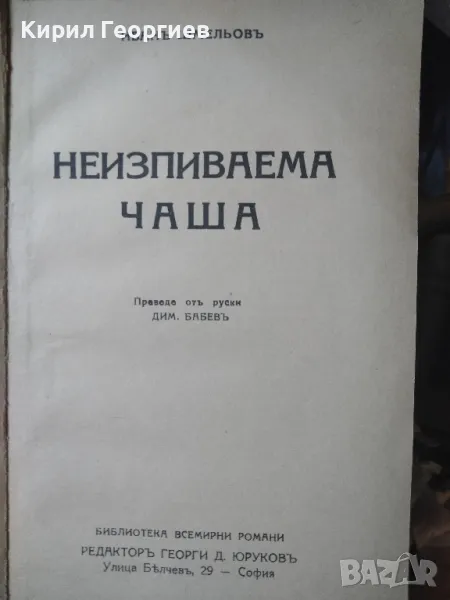 Кирил Георгиев
НЕИЗПИВАЕМА
ЧАША
Преведе отъ руски
ДИМ. БАБЕВЪ
БИБЛИОТЕКА ВСЕМИРНИ РОМАНИ
РЕДАКТОРЪ ГЕОРГИ Д. ЮРУКОВЪ
Улица Бѣлчевъ, 29 — София
BAZAR